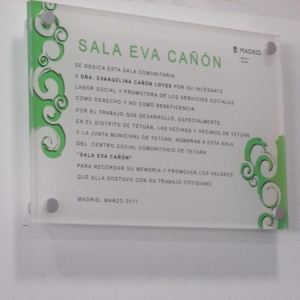 SALA EVA CAÑÓN
MADRID
SE DEDICA ESTA SALA COMUNITARIA
A DÑA. EVANGELINA CAÑÓN LOYES POR SU INCESANTE
LABOR SOCIAL Y PROMOTORA DE LOS SERVICIOS SOCIALES
COMO DERECHO Y NO COMO BENEFICENCIA
POR EL TRABAJO QUE DESARROLLÓ, ESPECIALMENTE,
EN EL DISTRITO DE TETUÁN, LAS VECINAS Y VECINOS DE TETUÁN
Y LA JUNTA MUNICIPAL DE TETUÁN, NOMBRAN A ESTA SALA
DEL CENTRO SOCIAL COMUNITARIO DE TETUÁN
"SALA EVA CAÑÓN"
PARA RECORDAR SU MEMORIA Y PROMOVER LOS VALORES
QUE ELLA SOSTUVO CON SU TRABAJO COTIDIANO
MADRID, MARZO 2017